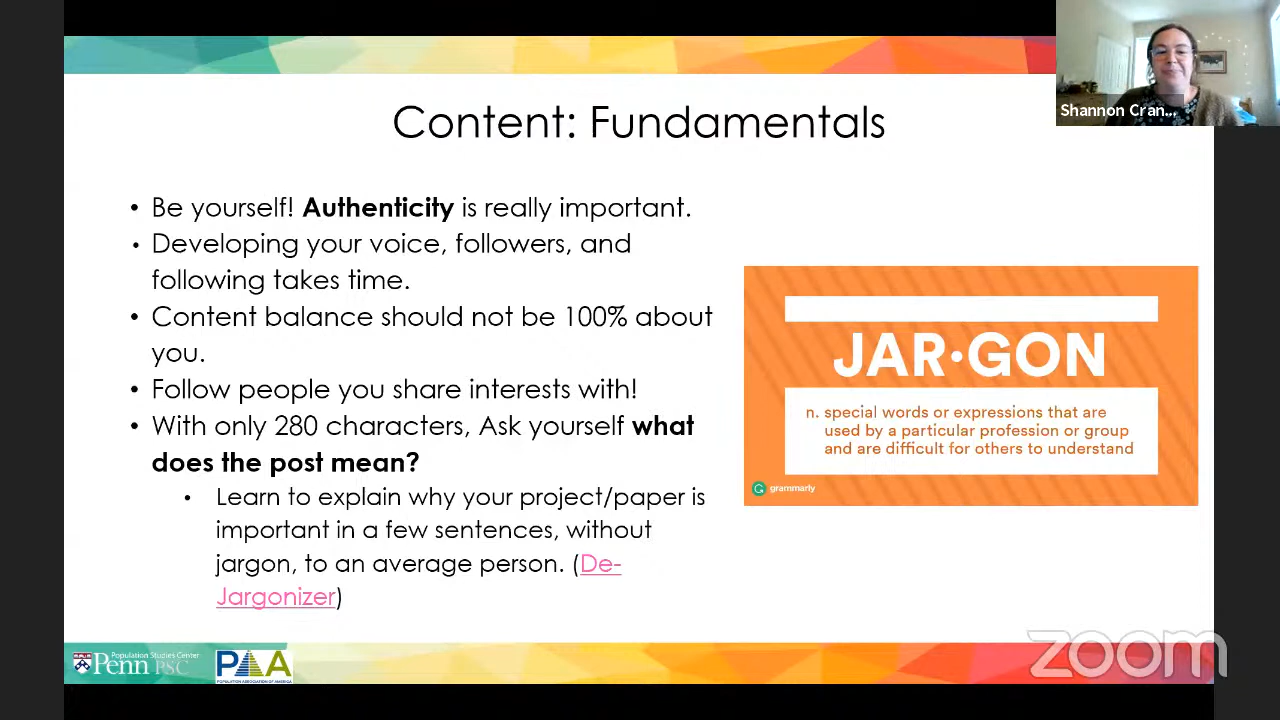 Content: Fundamentals
Shannon Cran...
• Be yourself! Authenticity is really important.
• Developing your voice, followers, and
following takes time.
• Content balance should not be 100% about
you.
• Follow people you share interests with!
• With only 280 characters, Ask yourself what
does the post mean?
• Learn to explain why your project/paper is
important in a few sentences, without
jargon, to an average person. (De-
Jargonizer)
JAR·GON
n. special words or expressions that are
used by a particular profession or group
and are difficult for others to understand
G grammarly
Penn PSC
Population Studies Center
PAA
POPULATION ASSOCIATION OF AMERICA
zoom